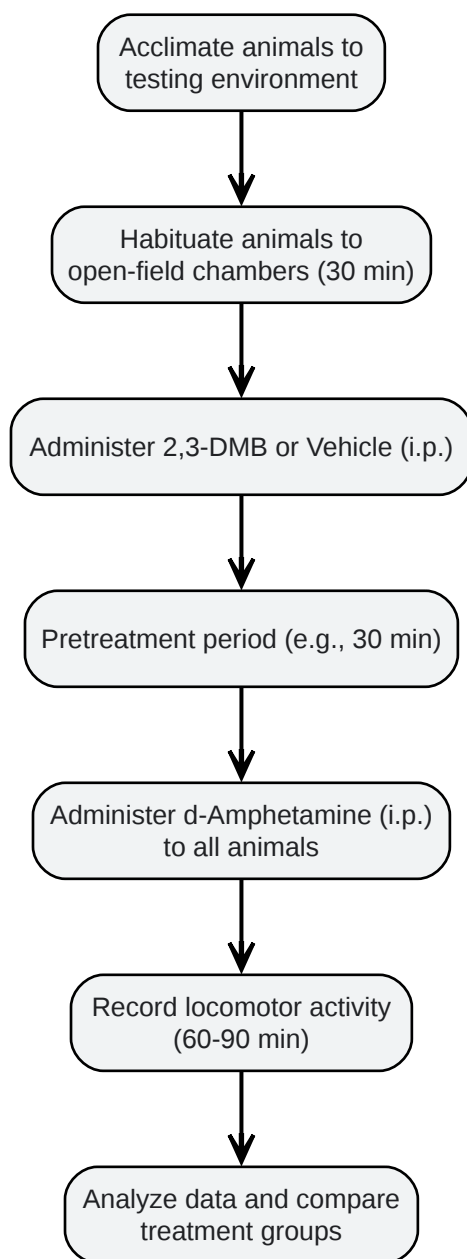 Acclimate animals to
testing environment
Habituate animals to
open-field chambers (30 min)
Administer 2,3-DMB or Vehicle (i.p.)
Pretreatment period (e.g., 30 min)
Administer d-Amphetamine (i.p.)
to all animals
Record locomotor activity
(60-90 min)
Analyze data and compare
treatment groups